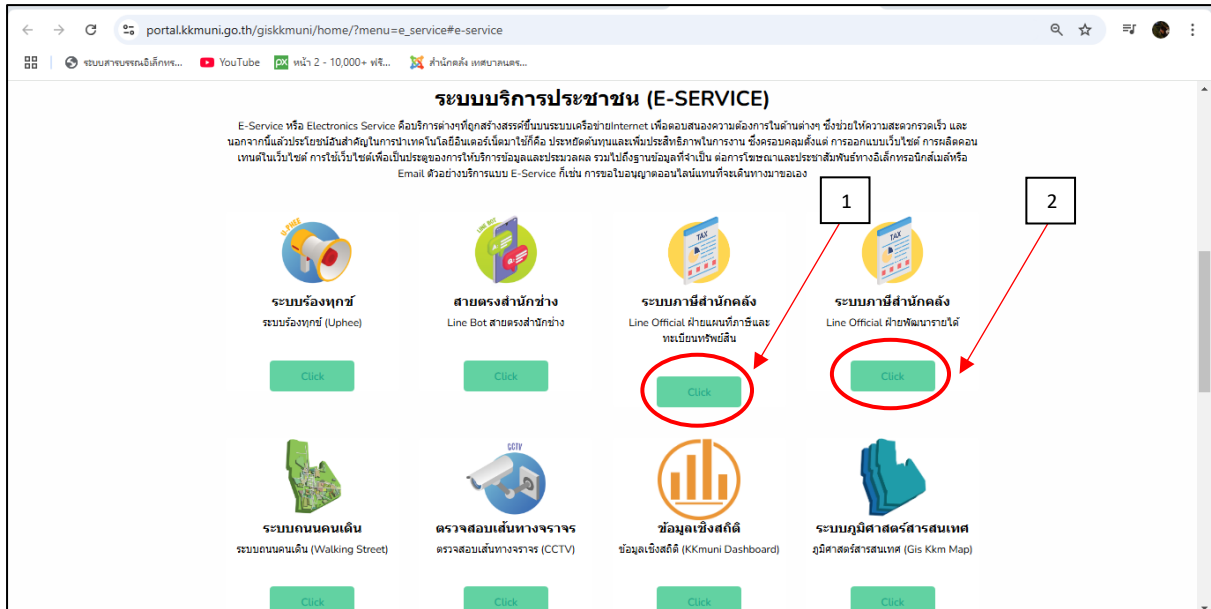 portal.kkmuni.go.th/giskkmuni/home/?menu=e_service#e-service
ระบบสารบรรณอิเล็กทร...
YouTube
หน้า 2 - 10,000+ ฟรี...
สำนักคลัง เทศบาลนคร...
ระบบบริการประชาชน (E-SERVICE)
E-Service หรือ Electronics Service คือบริการต่างๆที่ถูกสร้างสรรค์ขึ้นบนระบบเครือข่ายInternet เพื่อตอบสนองความต้องการในด้านต่างๆ ซึ่งช่วยให้ความสะดวกรวดเร็ว และ
นอกจากนี้แล้วประโยชน์อันสำคัญในการนำเทคโนโลยีอินเตอร์เน็ตมาใช้ก็คือ ประหยัดต้นทุนและเพิ่มประสิทธิภาพในการงาน ซึ่งครอบคลุมตั้งแต่ การออกแบบเว็บไซต์ การผลิตคอน
เทนต์ในเว็บไซต์ การใช้เว็บไซต์เพื่อเป็นประตูของการให้บริการข้อมูลและประมวลผล รวมไปถึงฐานข้อมูลที่จำเป็น ต่อการโฆษณาและประชาสัมพันธ์ทางอิเล็กทรอนิกส์เมล์หรือ
Email ตัวอย่างบริการแบบ E-Service ก็เช่น การขอใบอนุญาตออนไลน์แทนที่จะเดินทางมาขอเอง
1
2
U-PHEE
LINE BOT
TAX
TAX
ระบบร้องทุกข์
สายตรงสำนักช่าง
ระบบภาษีสำนักคลัง
ระบบภาษีสำนักคลัง
ระบบร้องทุกข์ (Uphee)
Line Bot สายตรงสำนักช่าง
Line Official ฝ่ายแผนที่ภาษีและ
ทะเบียนทรัพย์สิน
Line Official ฝ่ายพัฒนารายได้
Click
Click
Click
Click
CCTV
ระบบถนนคนเดิน
ตรวจสอบเส้นทางจราจร
ข้อมูลเชิงสถิติ
ระบบภูมิศาสตร์สารสนเทศ
ระบบถนนคนเดิน (Walking Street)
ตรวจสอบเส้นทางจราจร (CCTV)
ข้อมูลเชิงสถิติ (KKmuni Dashboard)
ภูมิศาสตร์สารสนเทศ (Gis Kkm Map)
Click
Click
Click
Click